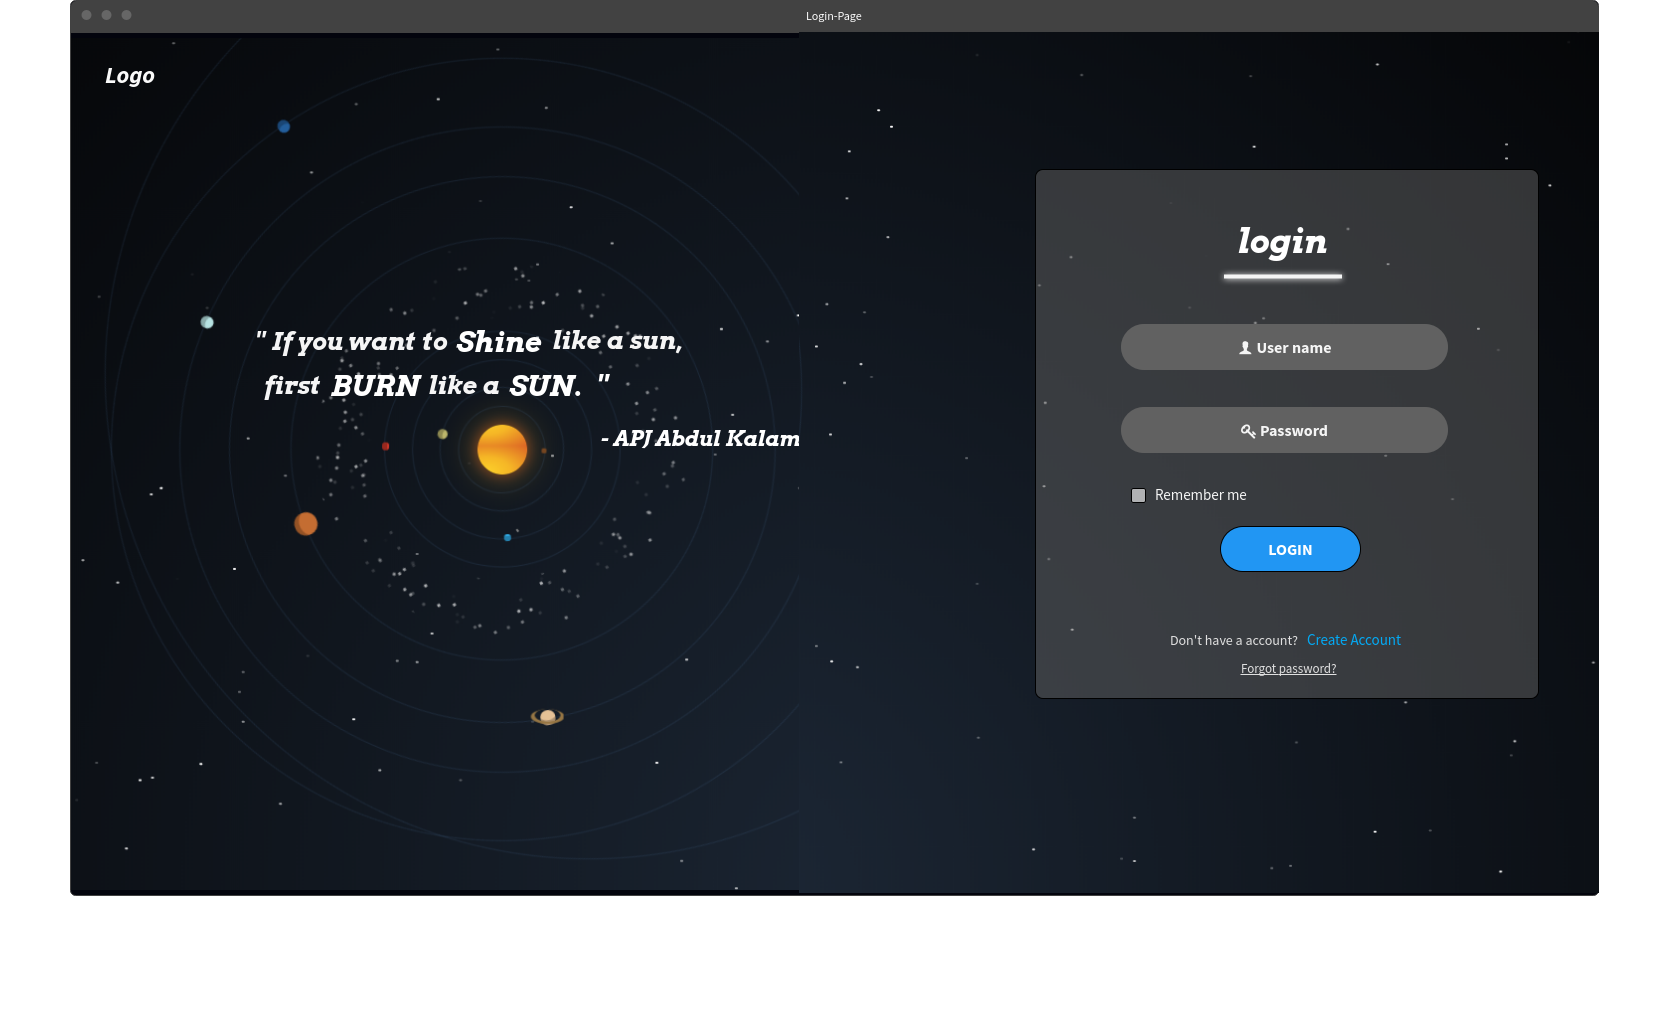 Login-Page
Logo
" If you want to Shine like a sun,
first BURN like a SUN. "
- APJ Abdul Kalam
login
User name
Password
Remember me
LOGIN
Don't have a account? Create Account
Forgot password?